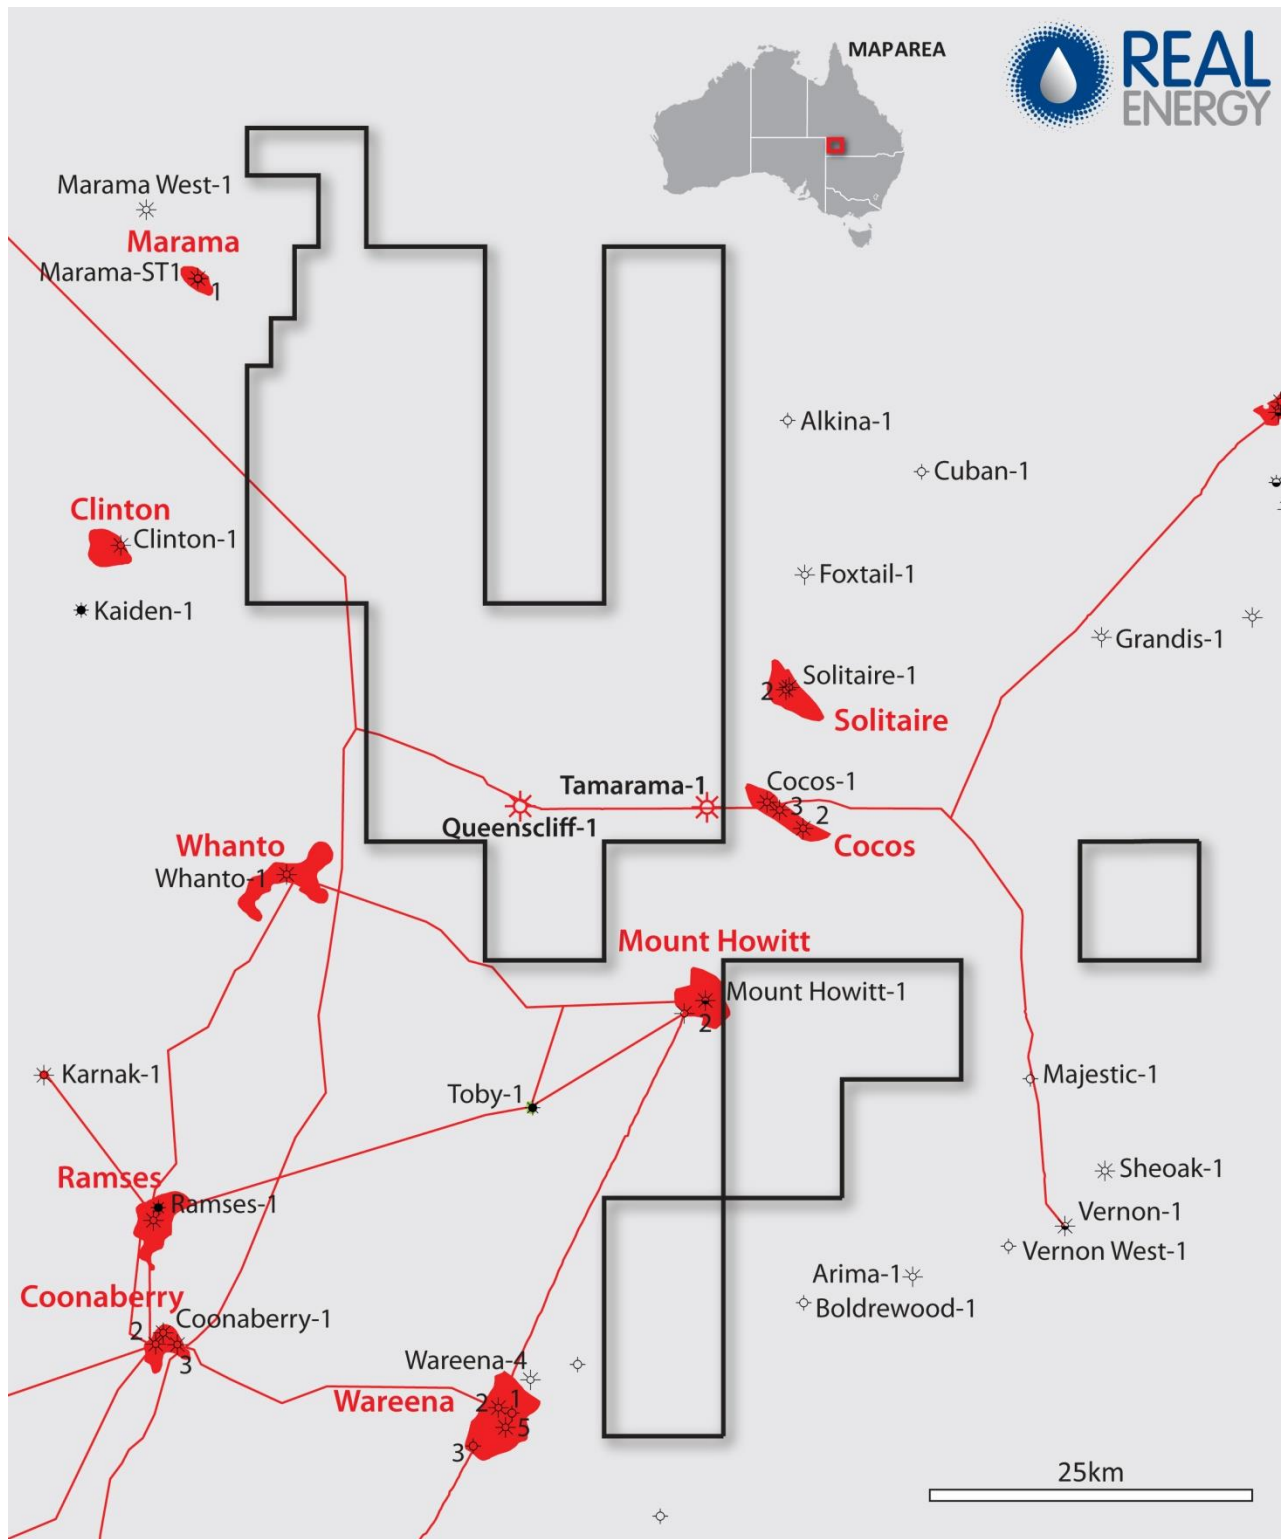 MAPAREA
REAL
ENERGY
Marama West-1
Marama
Marama-ST1
1
Alkina-1
Cuban-1
Clinton
Clinton-1
Foxtail-1
Kaiden-1
Grandis-1
Solitaire-1
2
Solitaire
Tamarama-1
Cocos-1
3
2
Queenscliff-1
Cocos
Whanto
Whanto-1
Mount Howitt
Mount Howitt-1
2
Karnak-1
Toby-1
Majestic-1
Ramses
Ramses-1
Sheoak-1
Vernon-1
Vernon West-1
Arima-1
Boldrewood-1
Coonaberry
Coonaberry-1
2
3
Wareena-4
Wareena
2
1
5
3
25km